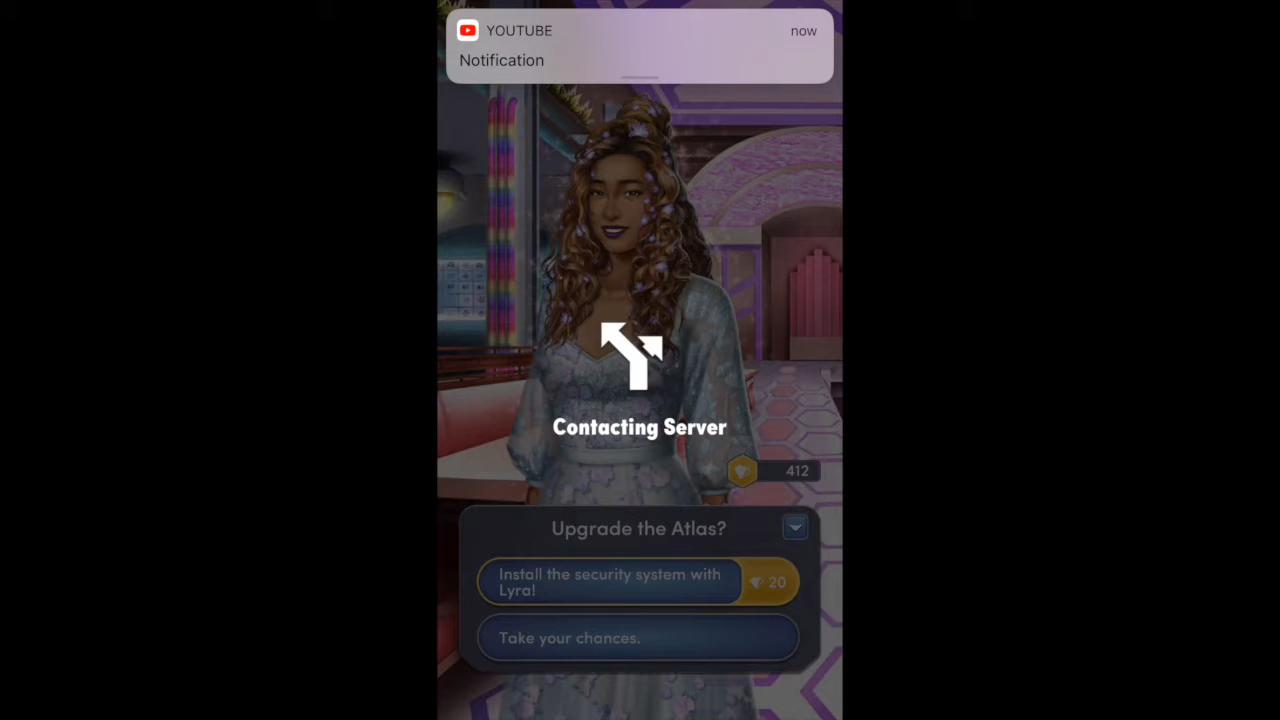 YOUTUBE
now
Notification
Contacting Server
412
Upgrade the Atlas?
Install the security system with
Lyra!
20
Take your chances.